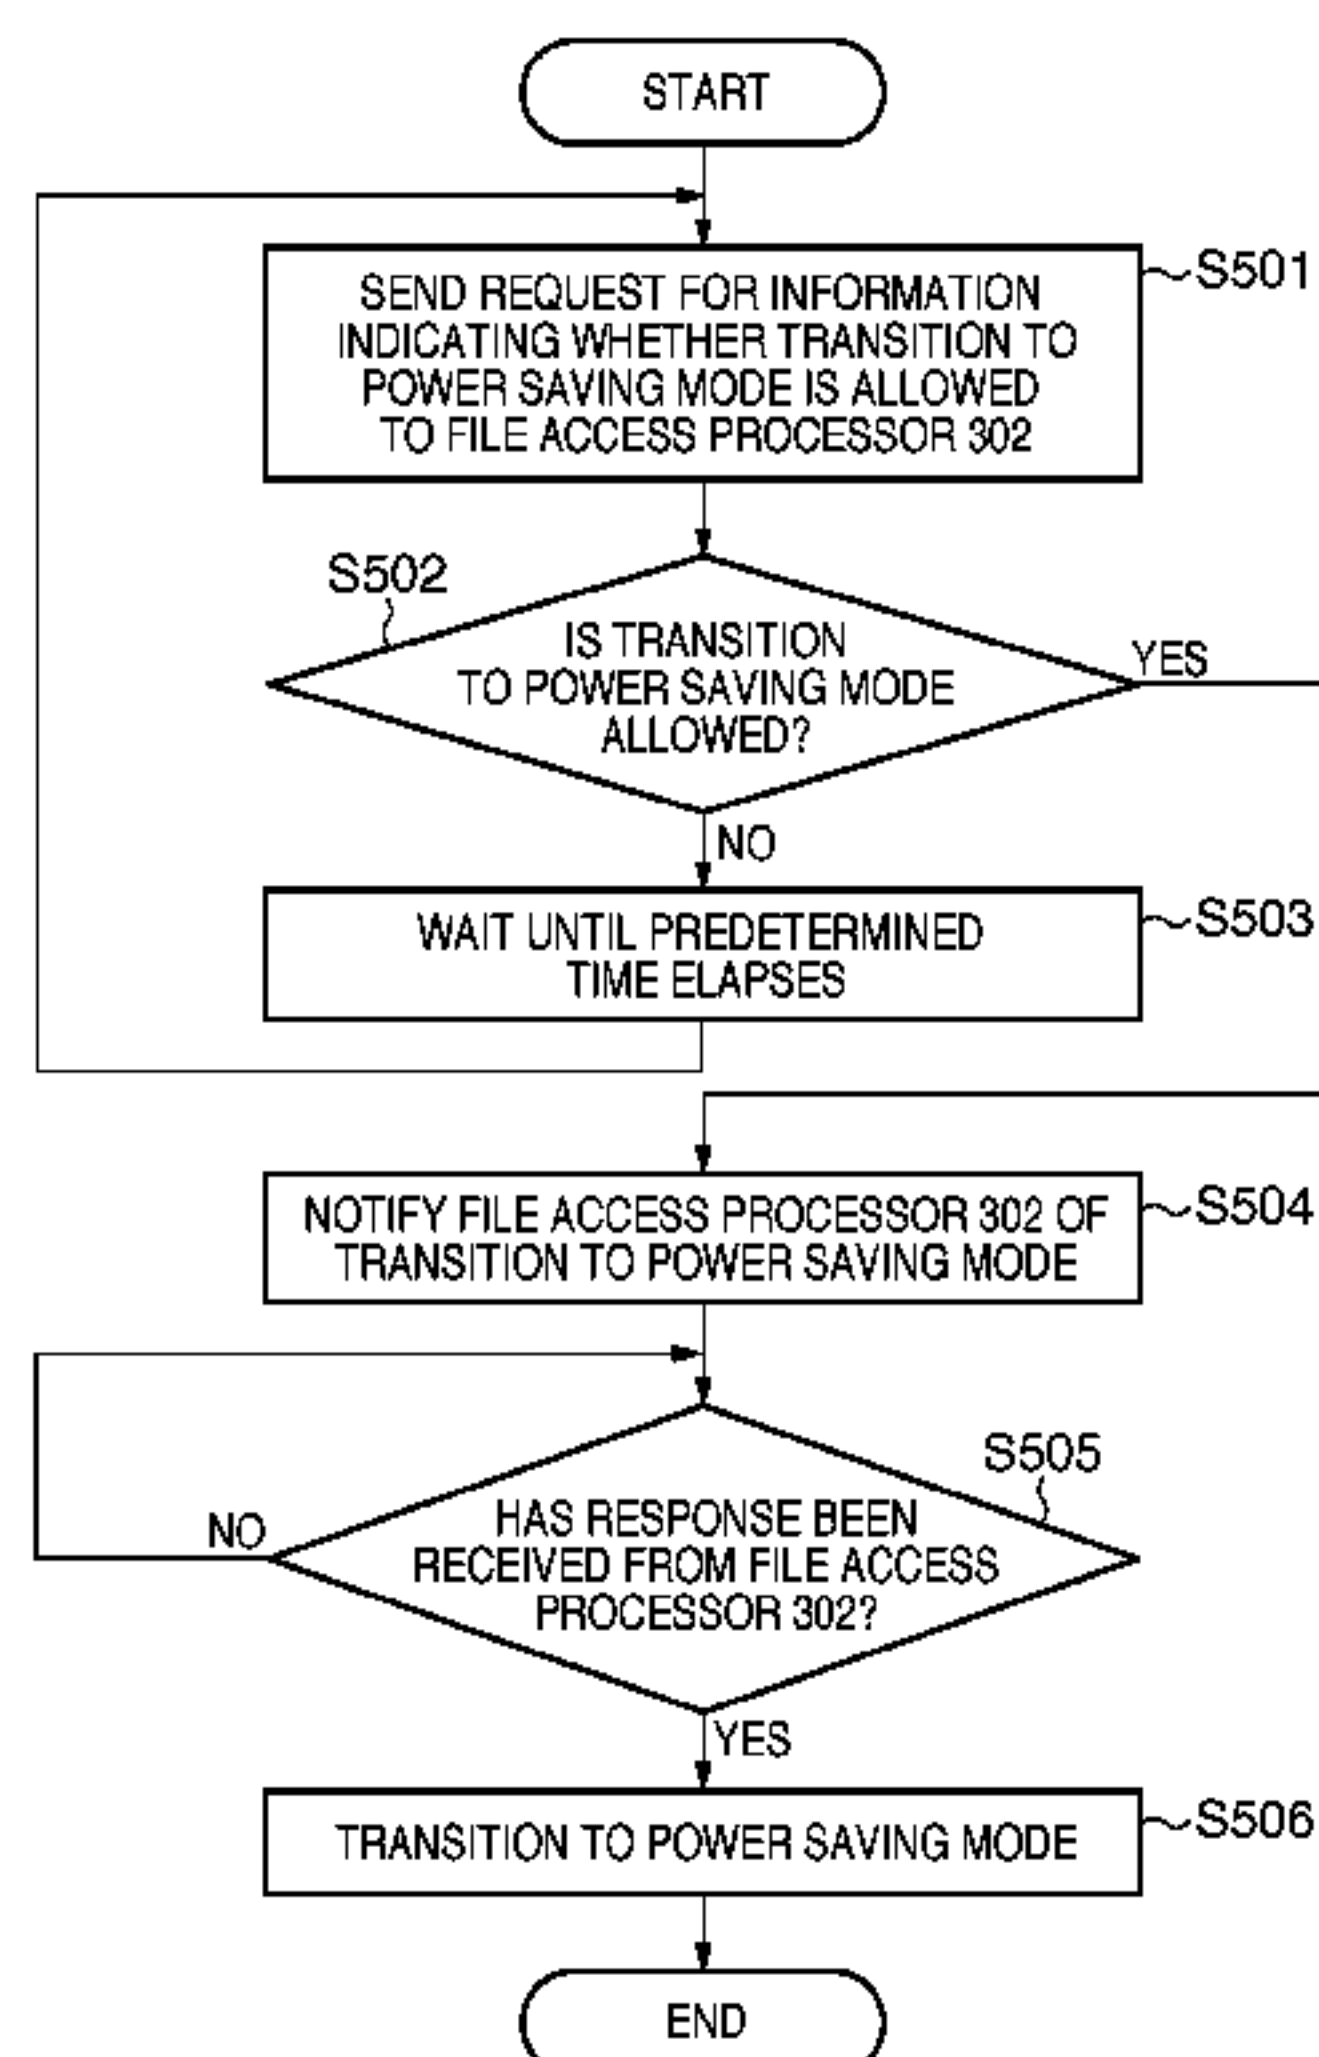 START
SEND REQUEST FOR INFORMATION
INDICATING WHETHER TRANSITION TO
POWER SAVING MODE IS ALLOWED
TO FILE ACCESS PROCESSOR 302
S501
S502
IS TRANSITION
TO POWER SAVING MODE
ALLOWED?
YES
NO
WAIT UNTIL PREDETERMINED
TIME ELAPSES
S503
NOTIFY FILE ACCESS PROCESSOR 302 OF
TRANSITION TO POWER SAVING MODE
S504
S505
HAS RESPONSE BEEN
RECEIVED FROM FILE ACCESS
PROCESSOR 302?
NO
YES
TRANSITION TO POWER SAVING MODE
S506
END